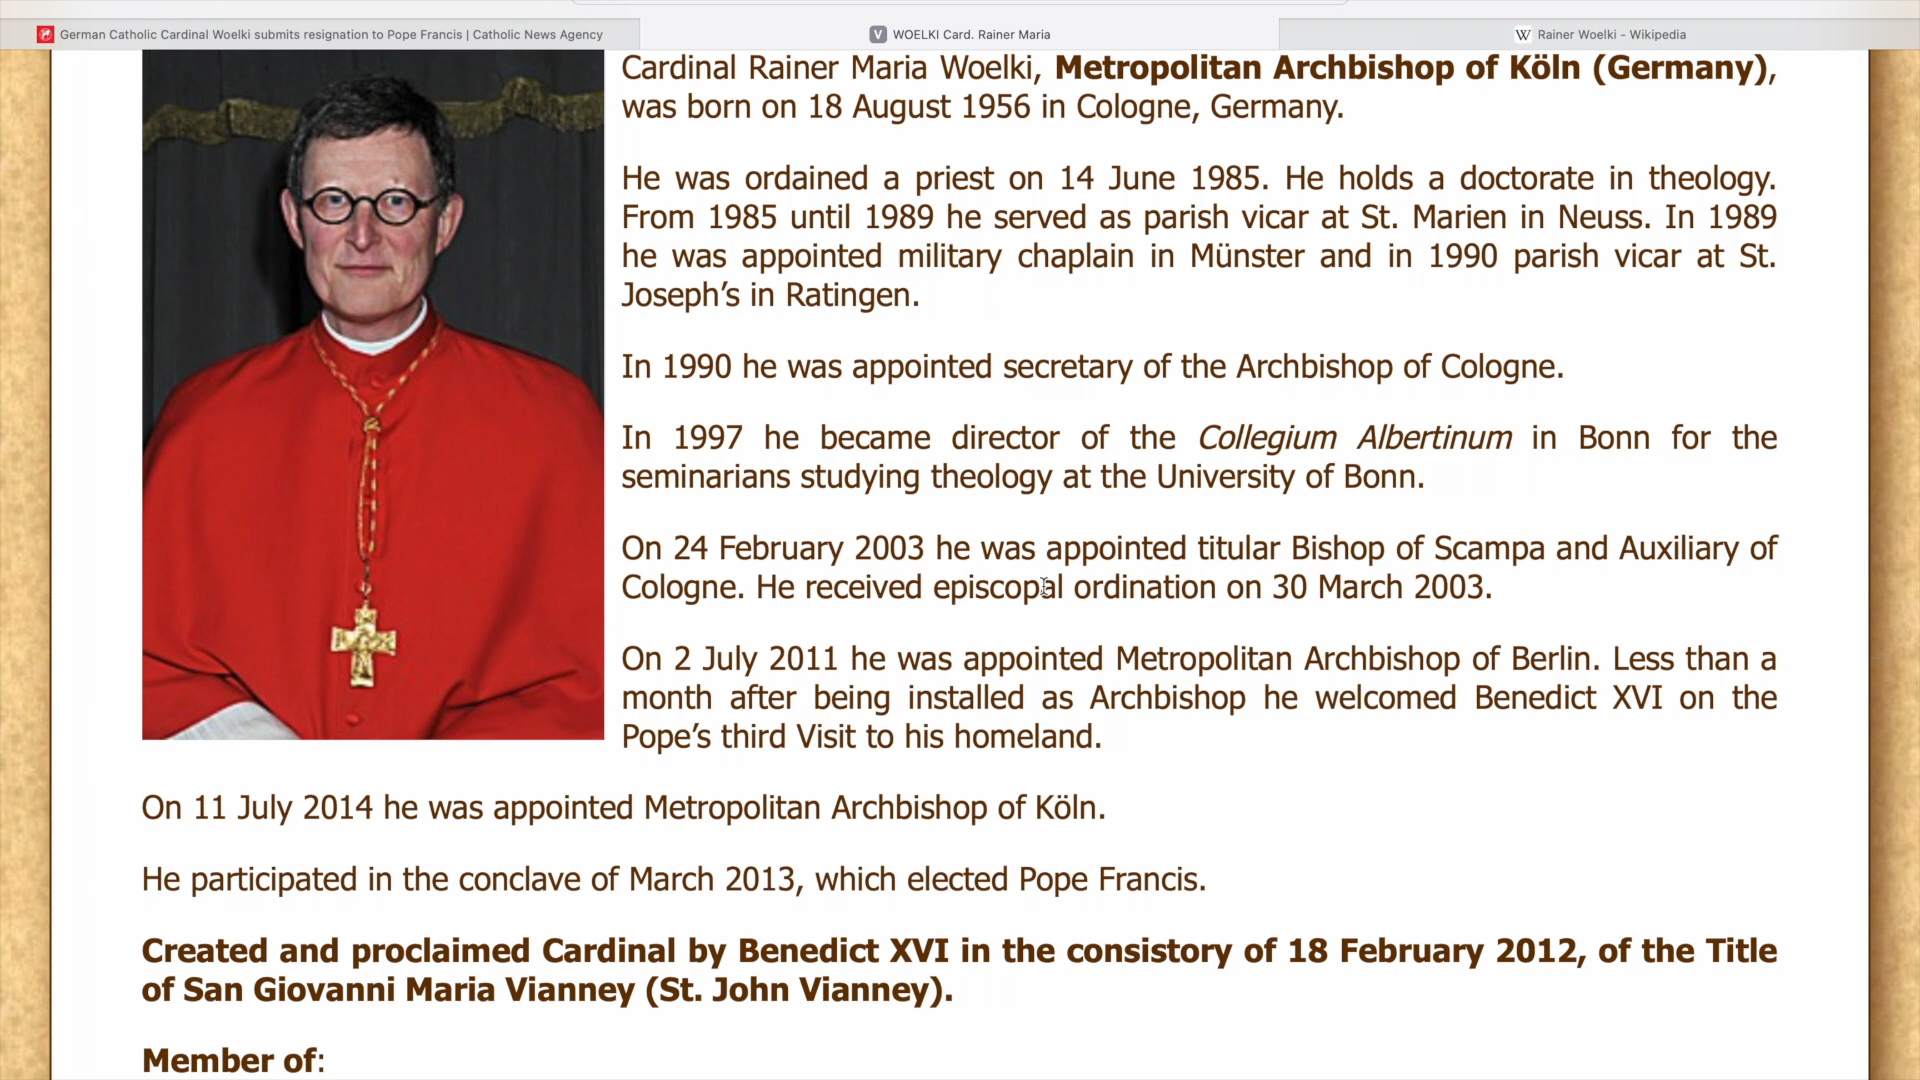 German Catholic Cardinal Woelki submits resignation to Pope Francis | Catholic News Agency
V WOELKI Card. Rainer Maria
W Rainer Woelki - Wikipedia
Cardinal Rainer Maria Woelki, Metropolitan Archbishop of Köln (Germany),
was born on 18 August 1956 in Cologne, Germany.
He was ordained a priest on 14 June 1985. He holds a doctorate in theology.
From 1985 until 1989 he served as parish vicar at St. Marien in Neuss. In 1989
he was appointed military chaplain in Münster and in 1990 parish vicar at St.
Joseph’s in Ratingen.
In 1990 he was appointed secretary of the Archbishop of Cologne.
In 1997 he became director of the Collegium Albertinum in Bonn for the
seminarians studying theology at the University of Bonn.
On 24 February 2003 he was appointed titular Bishop of Scampa and Auxiliary of
Cologne. He received episcopal ordination on 30 March 2003.
On 2 July 2011 he was appointed Metropolitan Archbishop of Berlin. Less than a
month after being installed as Archbishop he welcomed Benedict XVI on the
Pope’s third Visit to his homeland.
On 11 July 2014 he was appointed Metropolitan Archbishop of Köln.
He participated in the conclave of March 2013, which elected Pope Francis.
Created and proclaimed Cardinal by Benedict XVI in the consistory of 18 February 2012, of the Title
of San Giovanni Maria Vianney (St. John Vianney).
Member of: